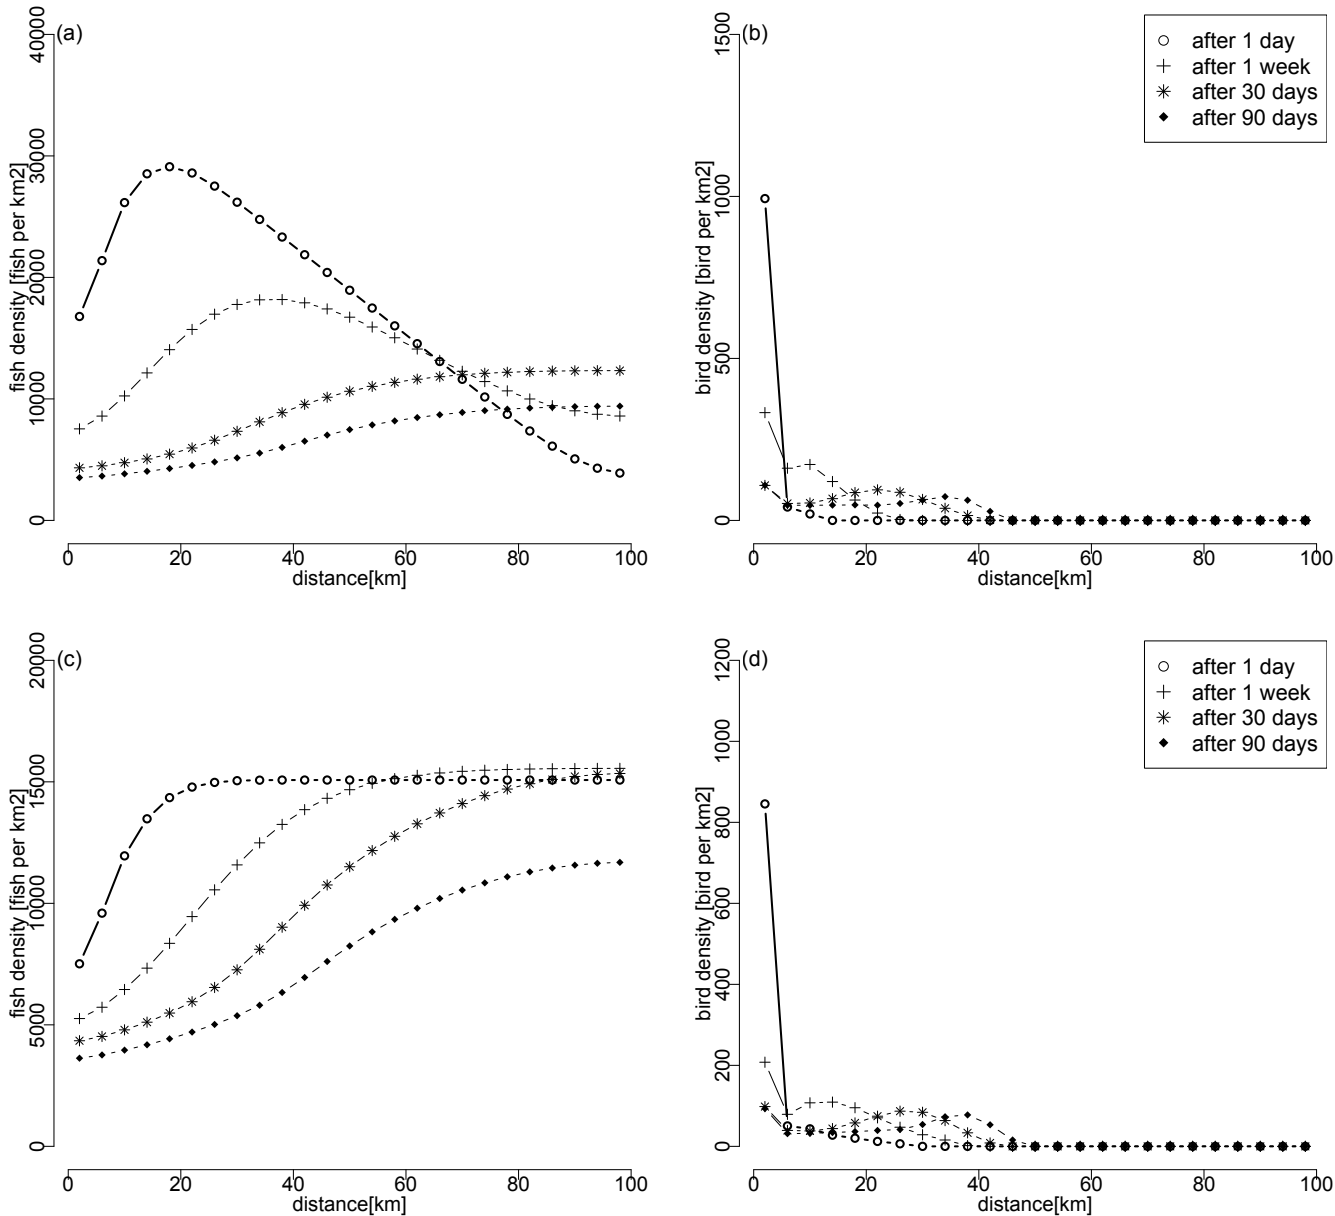 (a)
40000
30000
20000
10000
0
fish density [fish per km2]
0 20 40 60 80 100
distance[km]
(b)
1500
1000
500
0
bird density [bird per km2]
0 20 40 60 80 100
distance[km]
after 1 day
after 1 week
after 30 days
after 90 days
(c)
20000
15000
10000
5000
0
fish density [fish per km2]
0 20 40 60 80 100
distance[km]
(d)
1200
1000
800
600
400
200
0
bird density [bird per km2]
0 20 40 60 80 100
distance[km]
after 1 day
after 1 week
after 30 days
after 90 days